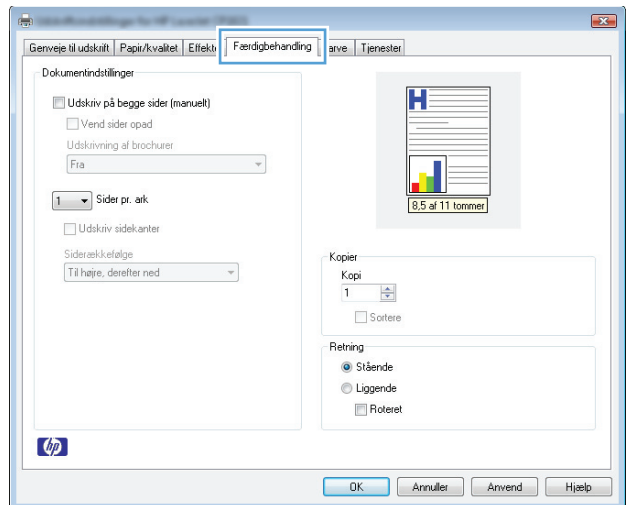 Genveje til udskrift Papir/kvalitet Færdigbehandling Tjenester
Dokumentindstillinger
Udskriv på begge sider (manuelt)
Vend sider opad
Udskrivning af brochurer
Fra
1 Sider pr. ark
Udskriv sidekanter
Siderækkefølge
Til højre, derefter ned
H
8,5 af 11 tommer
Kopier
Kopi
1
Sortere
Retning
Stående
Liggende
Roteret
hp
OK Annuller Anvend Hjælp